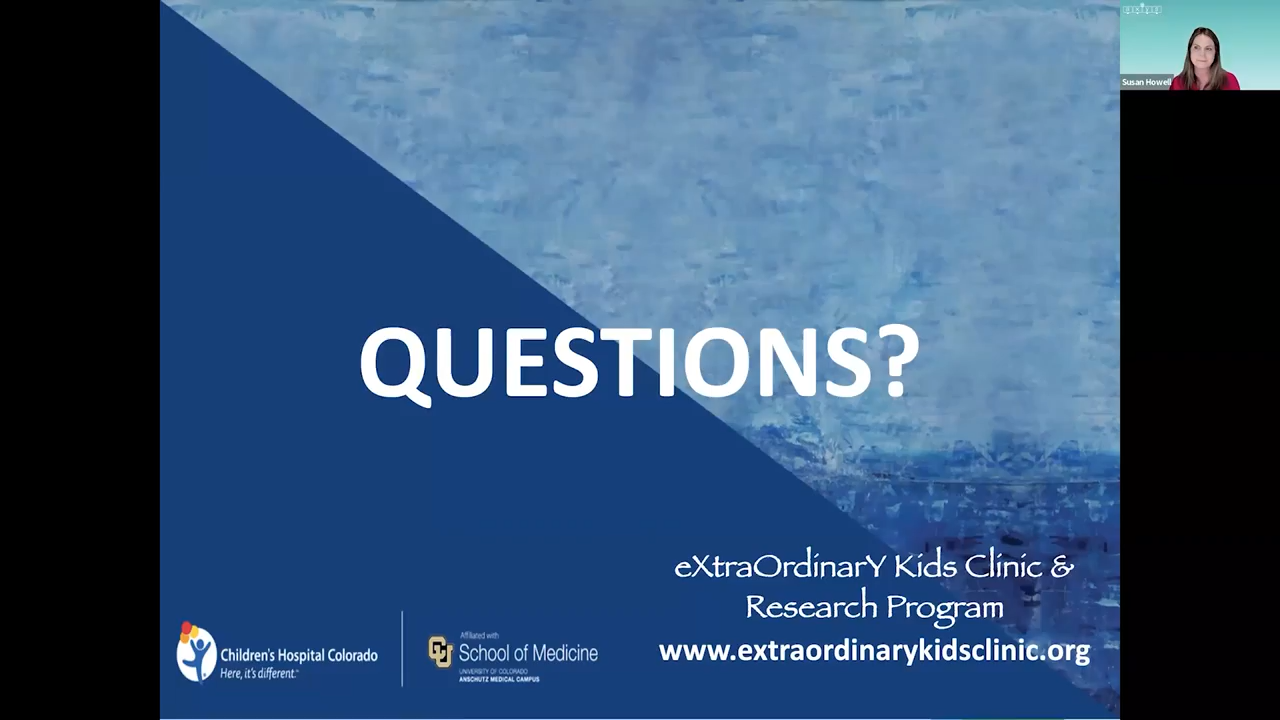 Susan Howell
QUESTIONS?
eXtraOrdinarY Kids Clinic &
Research Program
www.extraordinarykidsclinic.org
Children's Hospital Colorado
Here, it's different.™
Affiliated with
School of Medicine
UNIVERSITY OF COLORADO
ANSCHUTZ MEDICAL CAMPUS